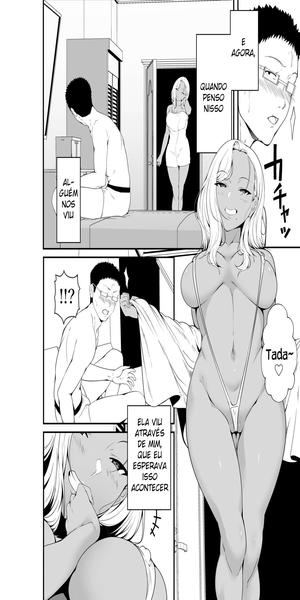 E
AGORA,
QUANDO
PENSO
NISSO
ガチャッ
AL-
GUÉM
NOS
VIU
!!?
Tada~
♡
ELA VIU
ATRAVÉS
DE MIM,
QUE EU
ESPERAVA
ISSO
ACONTECER